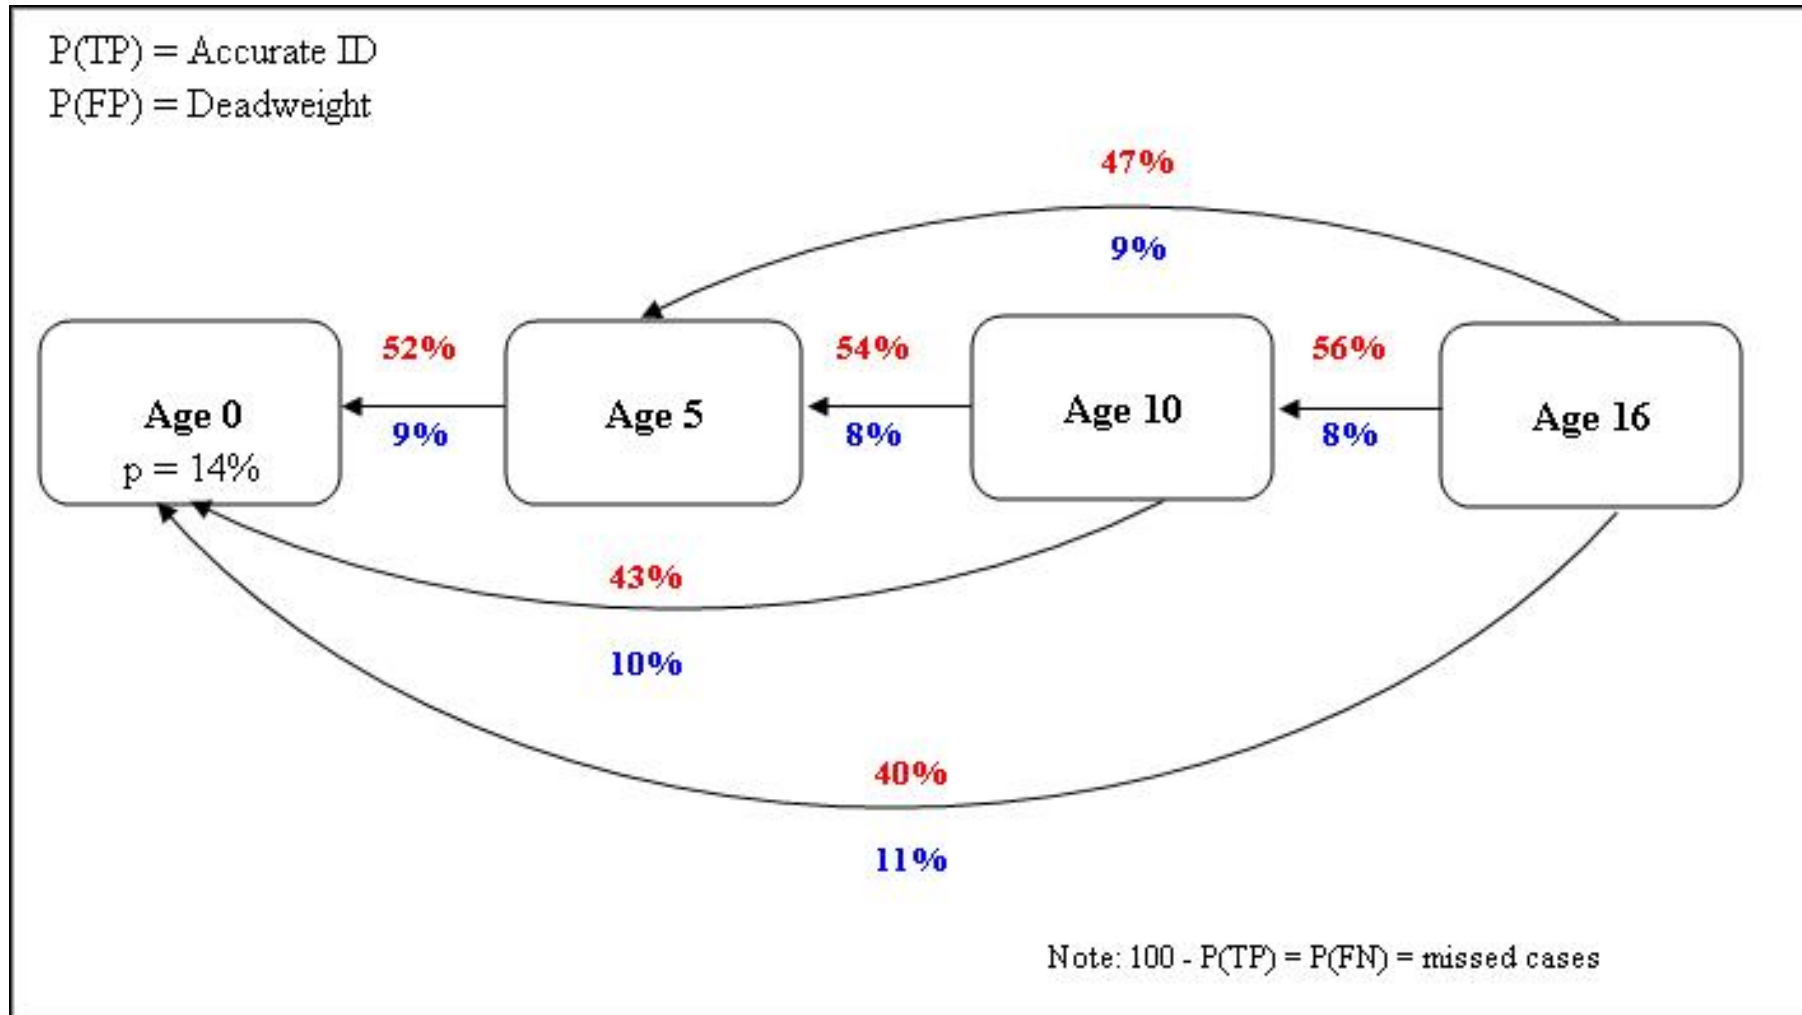 P(TP) = Accurate ID
P(FP) = Deadweight
47%
9%
52%
54%
56%
Age 0
Age 5
Age 10
Age 16
9%
8%
8%
p = 14%
43%
10%
40%
11%
Note: 100 - P(TP) = P(FN) = missed cases